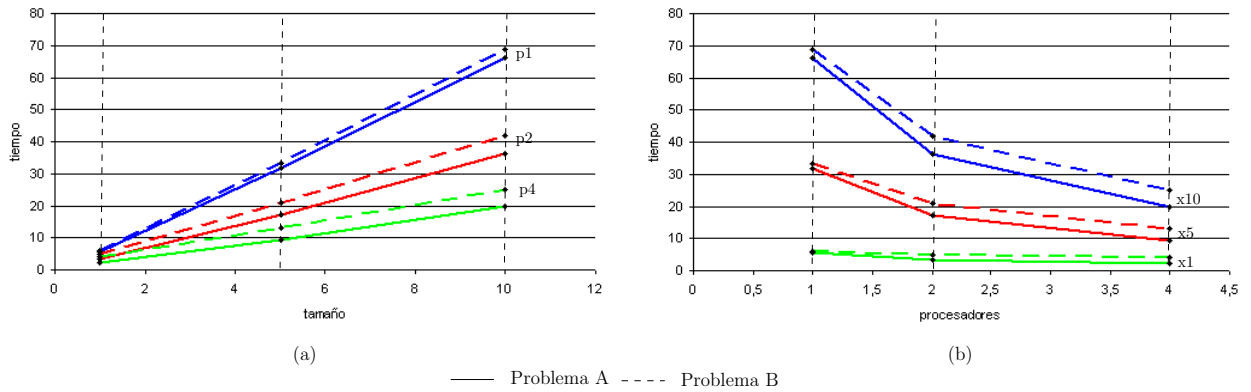 80
70
60
50
40
30
20
10
0
tiempo
p1
p2
p4
0 2 4 6 8 10 12
tamaño
(a)
80
70
60
50
40
30
20
10
0
tiempo
x10
x5
x1
0 0,5 1 1,5 2 2,5 3 3,5 4 4,5
procesadores
(b)
Problema A Problema B